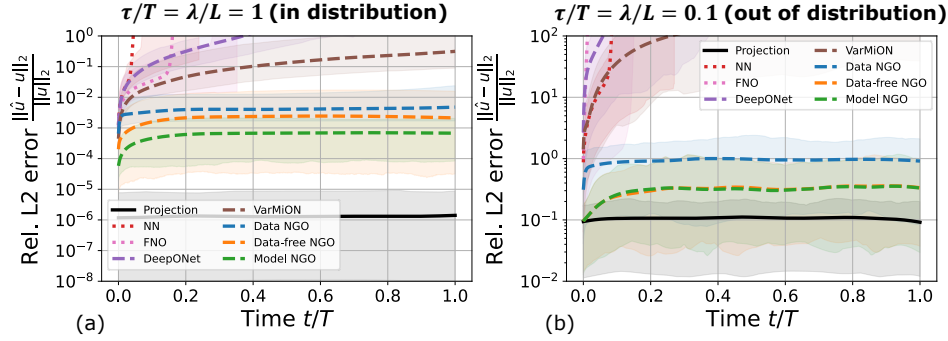 τ/T = λ/L = 1 (in distribution)
Rel. L2 error ||û − u||₂ / ||u||₂
10⁰
10⁻¹
10⁻²
10⁻³
10⁻⁴
10⁻⁵
10⁻⁶
10⁻⁷
10⁻⁸
Projection
NN
FNO
DeepONet
VarMiON
Data NGO
Data-free NGO
Model NGO
0.0 0.2 0.4 0.6 0.8 1.0
Time t/T
(a)
τ/T = λ/L = 0.1 (out of distribution)
Rel. L2 error ||û − u||₂ / ||u||₂
10²
10¹
10⁰
10⁻¹
10⁻²
Projection
NN
FNO
DeepONet
VarMiON
Data NGO
Data-free NGO
Model NGO
0.0 0.2 0.4 0.6 0.8 1.0
Time t/T
(b)